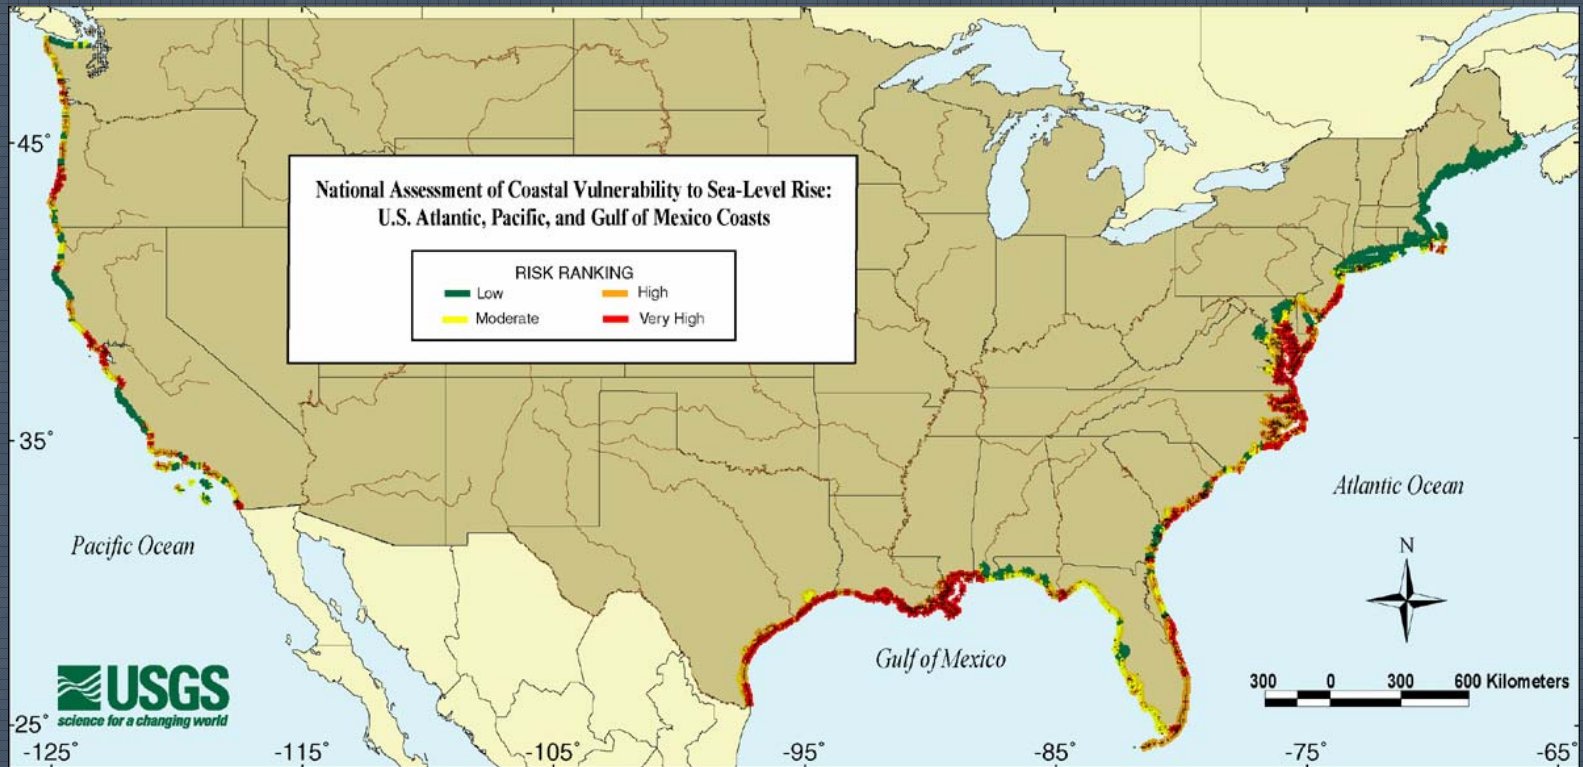 National Assessment of Coastal Vulnerability to Sea-Level Rise:
U.S. Atlantic, Pacific, and Gulf of Mexico Coasts
RISK RANKING
Low
High
Moderate
Very High
45°
35°
25°
Pacific Ocean
Atlantic Ocean
Gulf of Mexico
N
USGS
science for a changing world
300 0 300 600 Kilometers
-125° -115° -105° -95° -85° -75° -65°